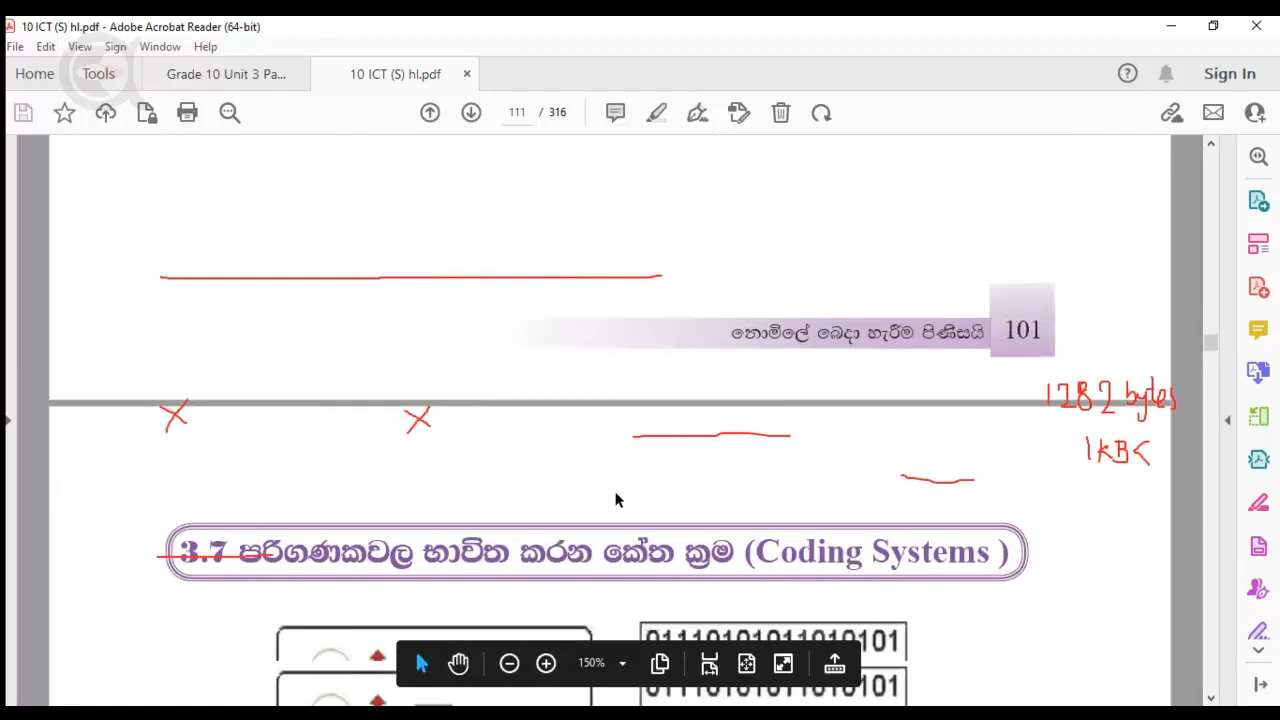 10 ICT (S) hl.pdf - Adobe Acrobat Reader (64-bit)
File Edit View Sign Window Help
Home Tools Grade 10 Unit 3 Pa... 10 ICT (S) hl.pdf × Sign In
111 / 316
නොමිලේ බෙදා හැරීම පිණිසයි 101
1282 bytes
1KB<
3.7 පරිගණකවල භාවිත කරන කේත ක්‍රම (Coding Systems )
0111010101101010101
150%